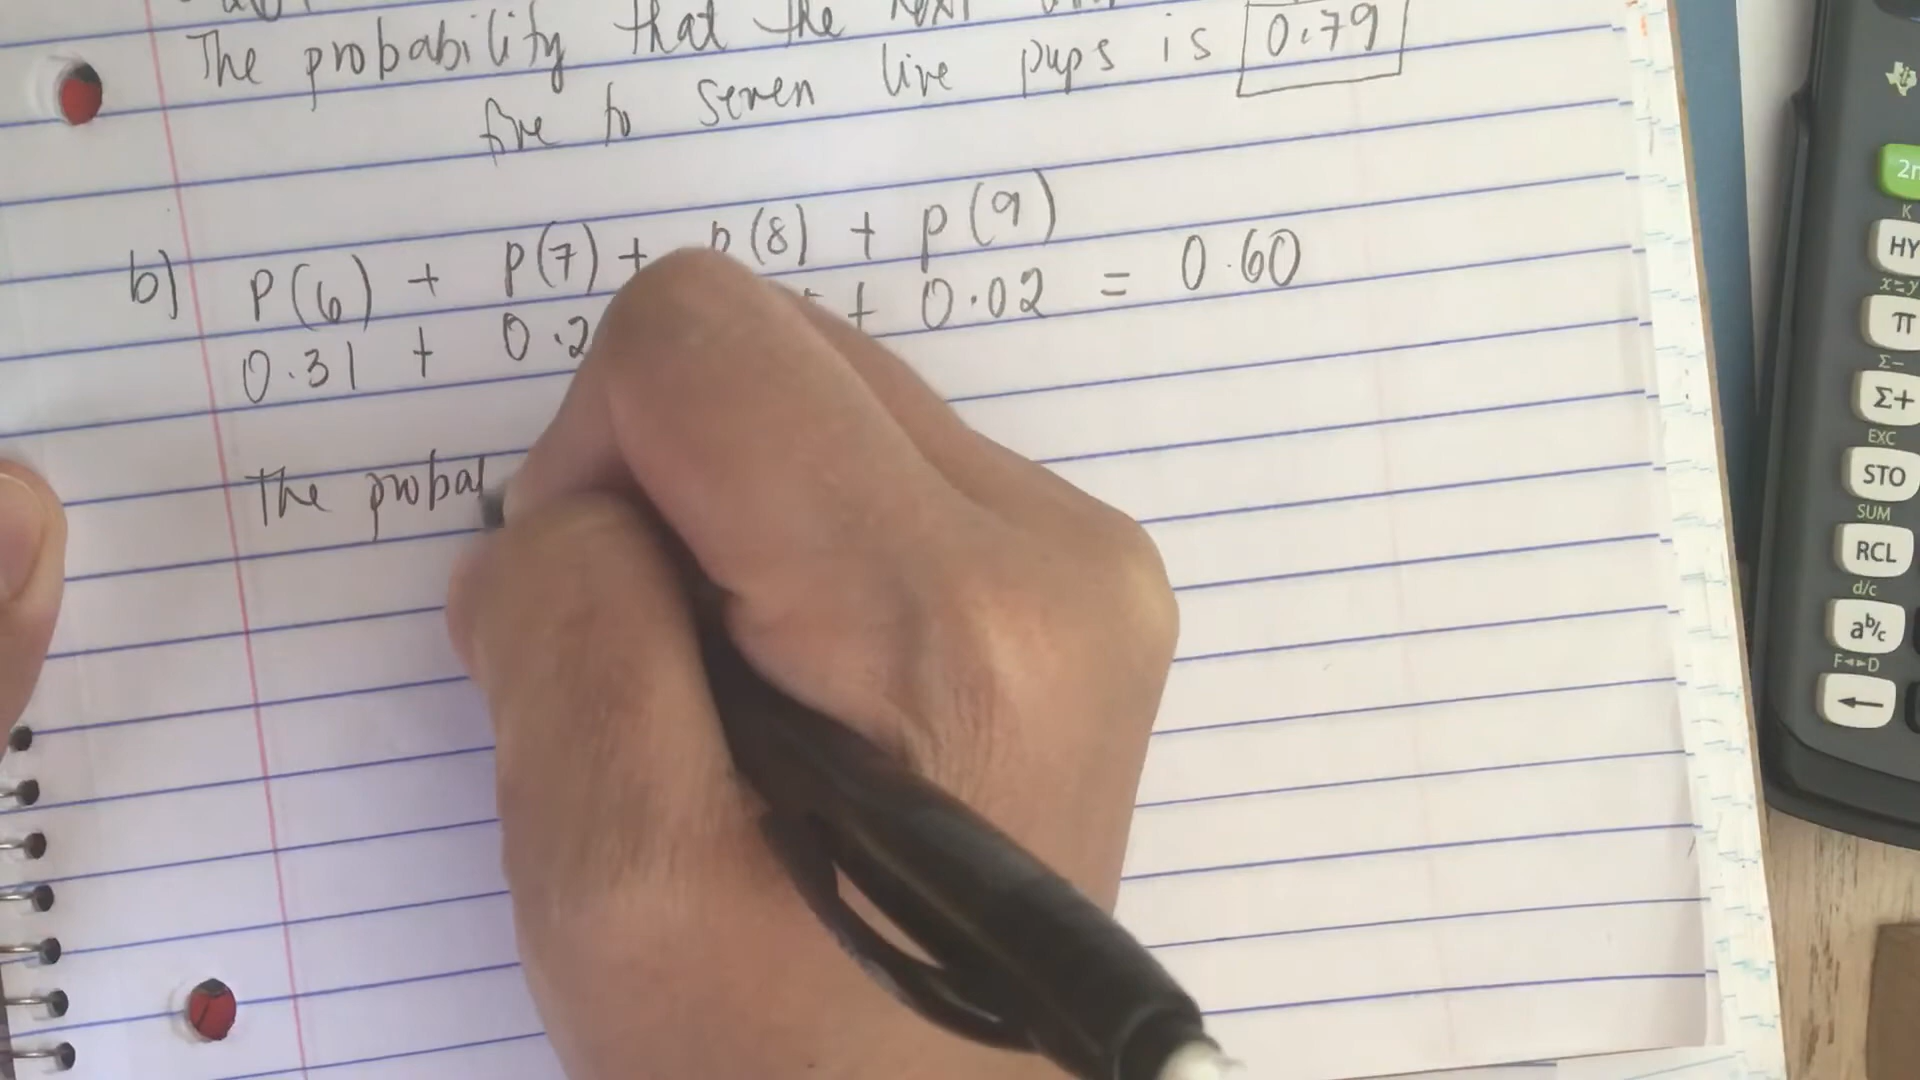 The probability that the
five to seven live pups is 0.79
b) P(6) + P(7) + p(8) + p(9)
0.31 + 0.2 + 0.02 = 0.60
The probab
2n
K
HY
x⇄y
π
Σ-
Σ+
EXC
STO
SUM
RCL
d/c
ab/c
F◄►D
←